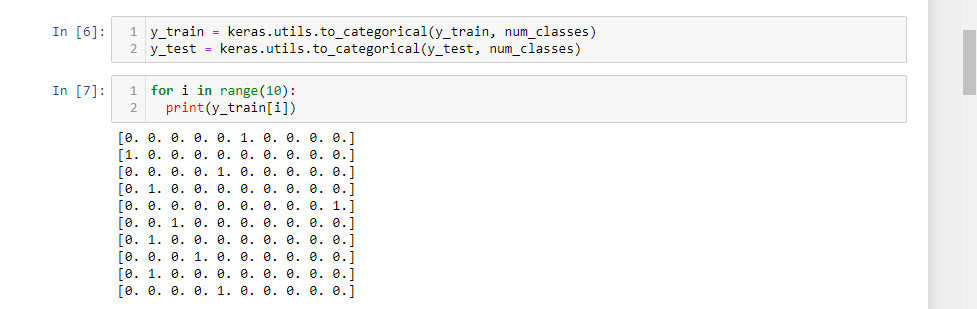 In [6]:
1 y_train = keras.utils.to_categorical(y_train, num_classes)
2 y_test = keras.utils.to_categorical(y_test, num_classes)
In [7]:
1 for i in range(10):
2   print(y_train[i])
[0. 0. 0. 0. 0. 1. 0. 0. 0. 0.]
[1. 0. 0. 0. 0. 0. 0. 0. 0. 0.]
[0. 0. 0. 0. 1. 0. 0. 0. 0. 0.]
[0. 1. 0. 0. 0. 0. 0. 0. 0. 0.]
[0. 0. 0. 0. 0. 0. 0. 0. 0. 1.]
[0. 0. 1. 0. 0. 0. 0. 0. 0. 0.]
[0. 1. 0. 0. 0. 0. 0. 0. 0. 0.]
[0. 0. 0. 1. 0. 0. 0. 0. 0. 0.]
[0. 1. 0. 0. 0. 0. 0. 0. 0. 0.]
[0. 0. 0. 0. 1. 0. 0. 0. 0. 0.]